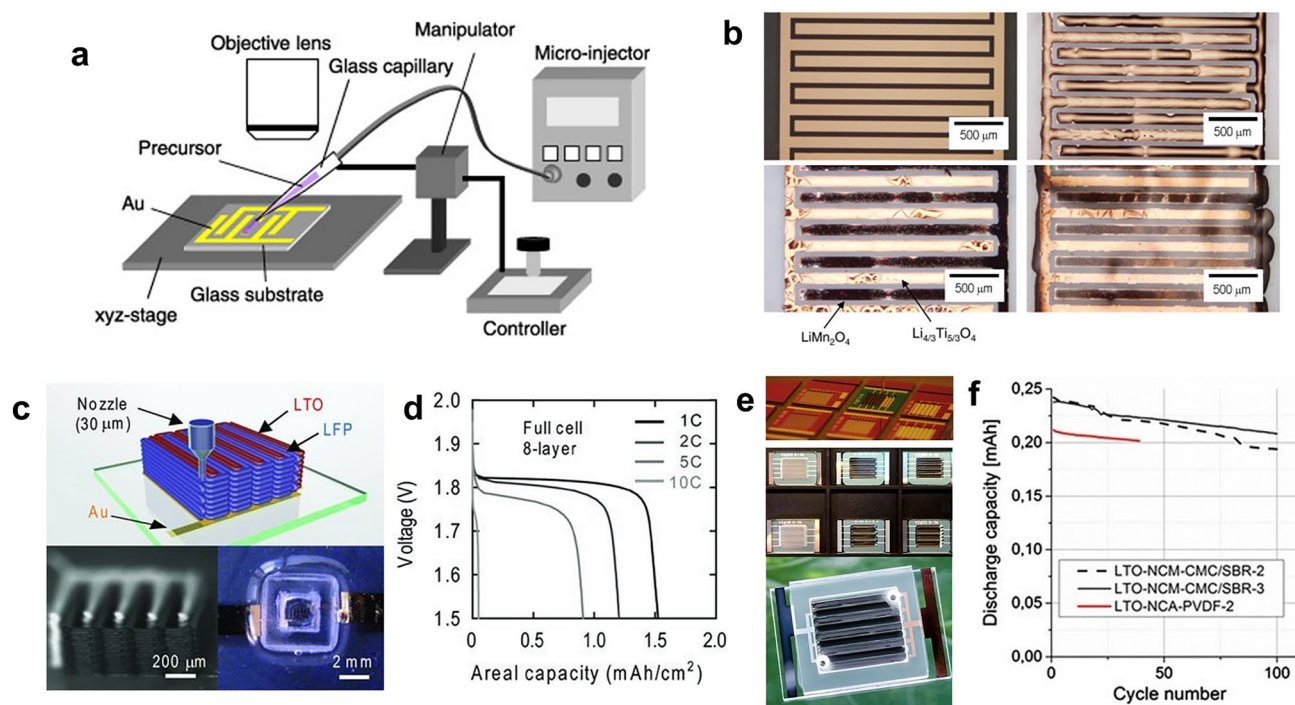 a
Objective lens
Manipulator
Micro-injector
Glass capillary
Precursor
Au
Glass substrate
xyz-stage
Controller
b
500 µm
500 µm
500 µm
500 µm
LiMn₂O₄
Li₄/₃Ti₅/₃O₄
c
Nozzle
(30 µm)
LTO
LFP
Au
200 µm
2 mm
d
2.0
1.9
1.8
1.7
1.6
1.5
Voltage (V)
Full cell
8-layer
1C
2C
5C
10C
0
0.5
1.0
1.5
2.0
Areal capacity (mAh/cm²)
e
f
0,25
0,20
0,15
0,10
0,05
0,00
Discharge capacity [mAh]
LTO-NCM-CMC/SBR-2
LTO-NCM-CMC/SBR-3
LTO-NCA-PVDF-2
0
50
100
Cycle number